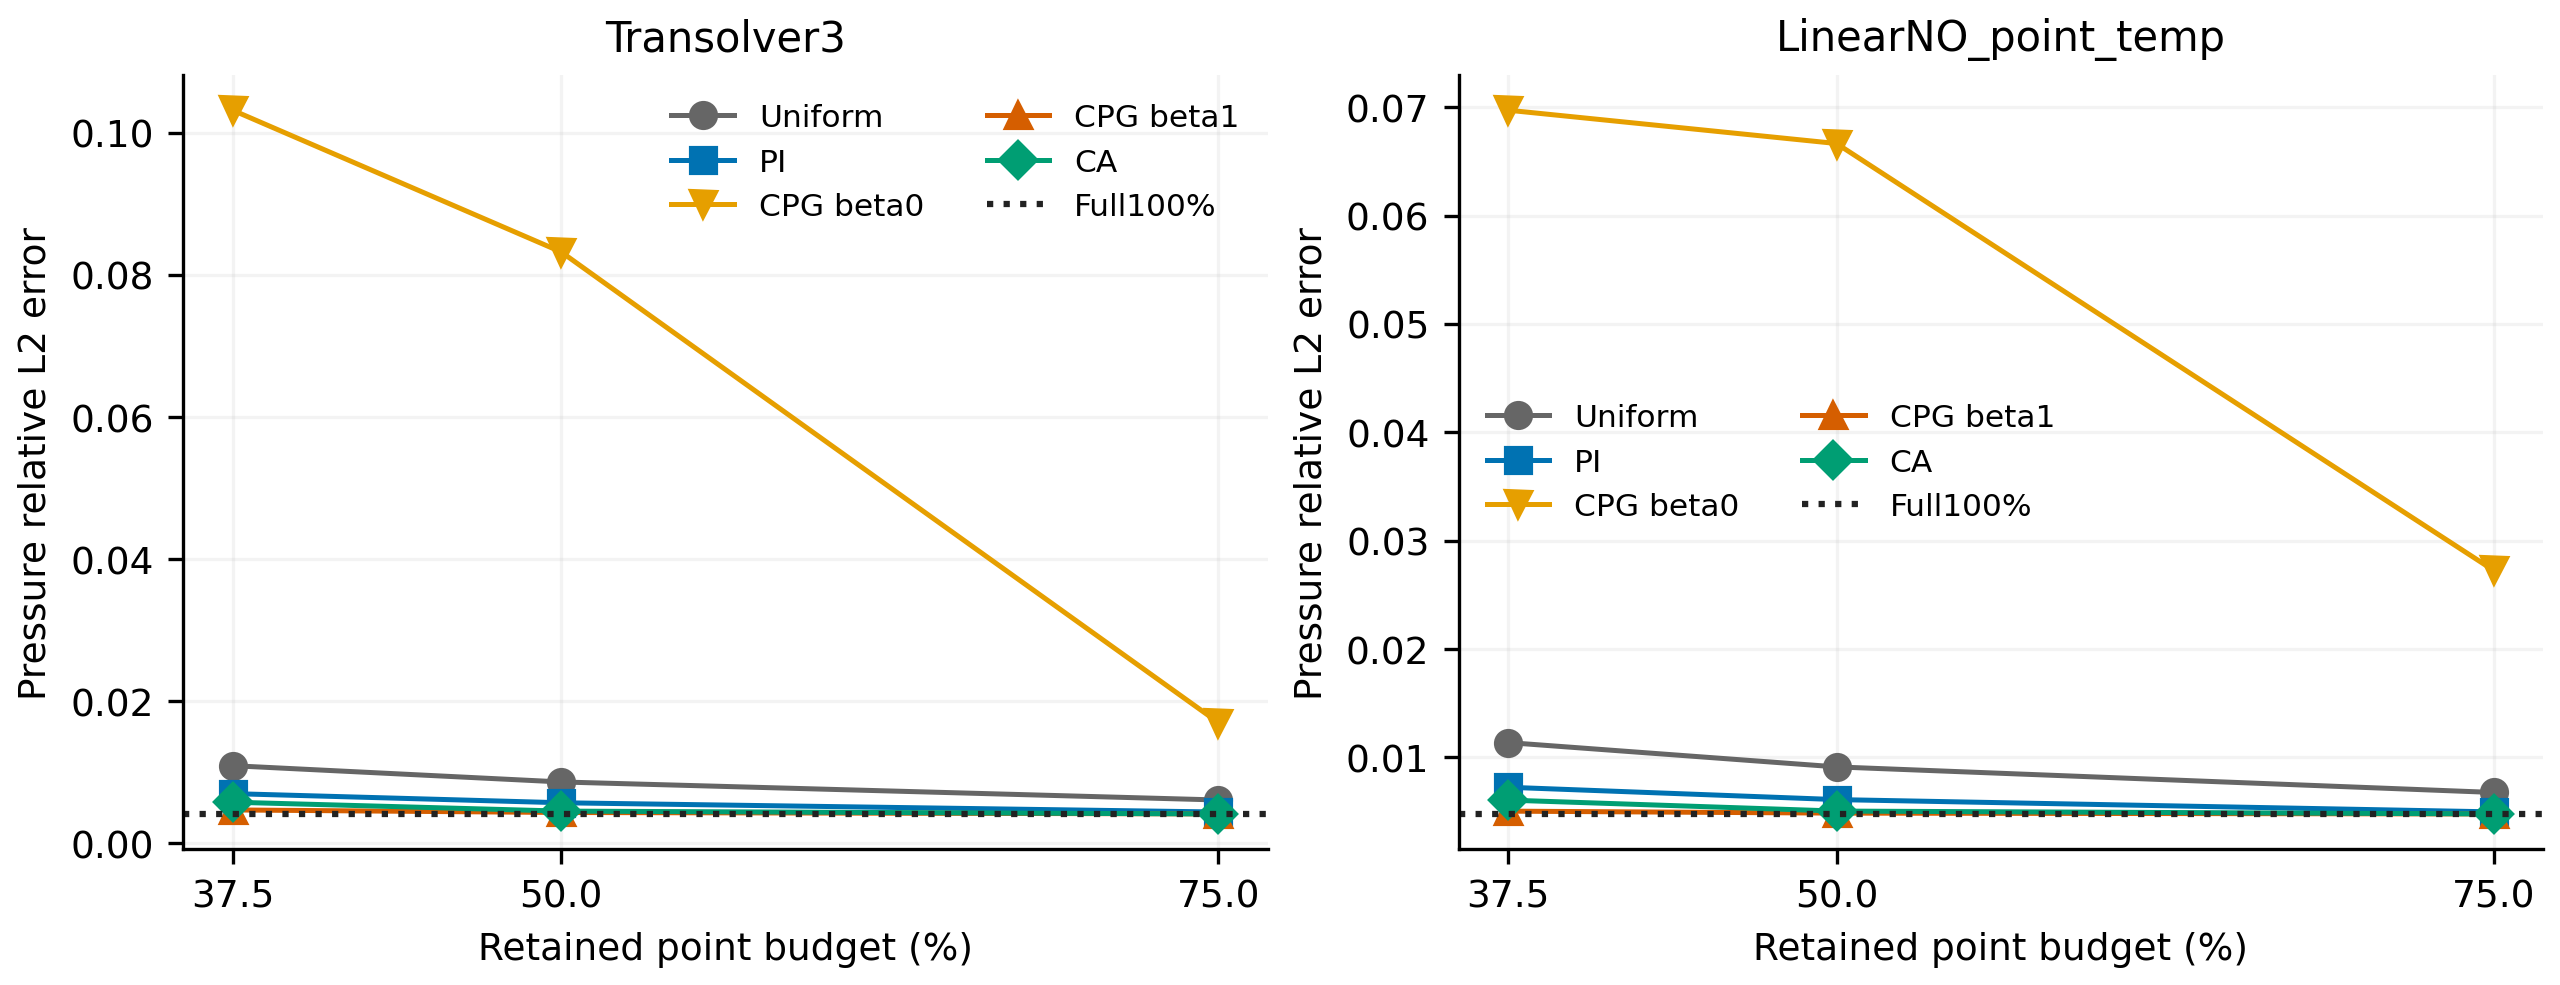 Transolver3
Pressure relative L2 error
0.10
0.08
0.06
0.04
0.02
0.00
Uniform
PI
CPG beta0
CPG beta1
CA
Full100%
37.5
50.0
75.0
Retained point budget (%)
LinearNO_point_temp
Pressure relative L2 error
0.07
0.06
0.05
0.04
0.03
0.02
0.01
Uniform
PI
CPG beta0
CPG beta1
CA
Full100%
37.5
50.0
75.0
Retained point budget (%)